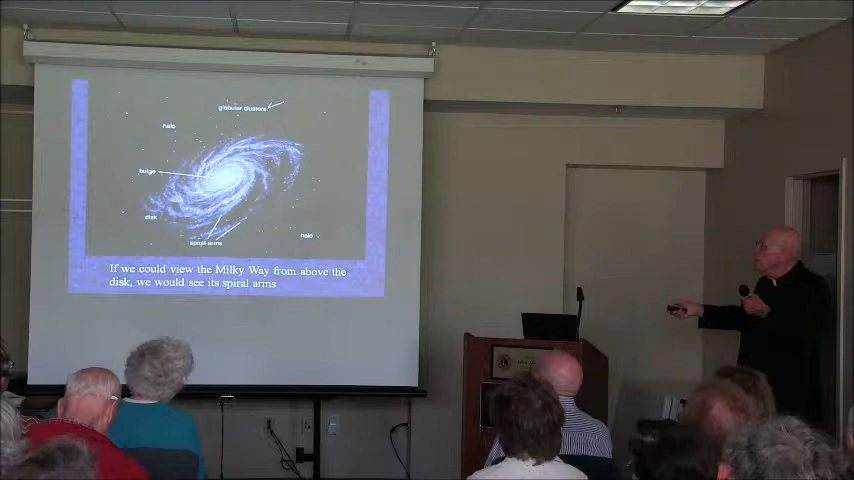 globular clusters
halo
bulge
disk
halo
spiral arms
If we could view the Milky Way from above the
disk, we would see its spiral arms